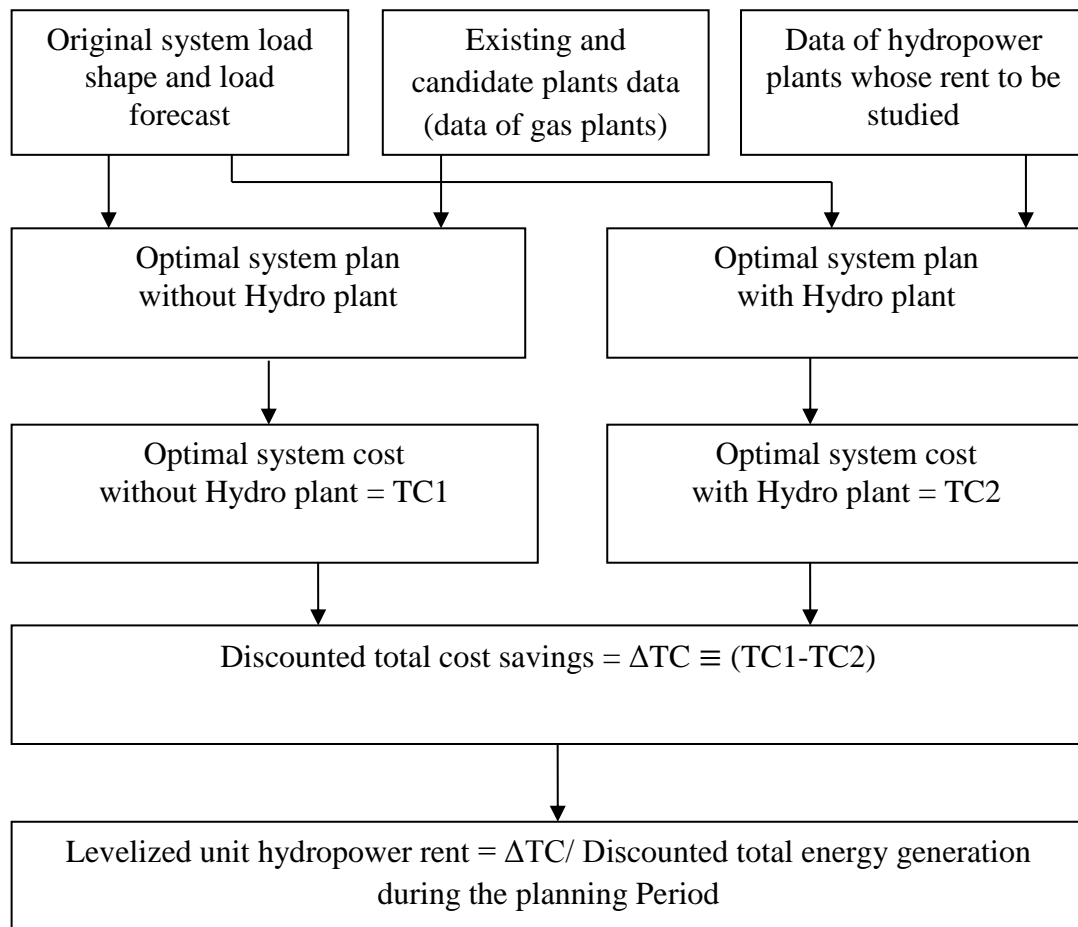 Original system load
shape and load
forecast
Existing and
candidate plants data
(data of gas plants)
Data of hydropower
plants whose rent to be
studied
Optimal system plan
without Hydro plant
Optimal system plan
with Hydro plant
Optimal system cost
without Hydro plant = TC1
Optimal system cost
with Hydro plant = TC2
Discounted total cost savings = ΔTC ≡ (TC1-TC2)
Levelized unit hydropower rent = ΔTC/ Discounted total energy generation
during the planning Period